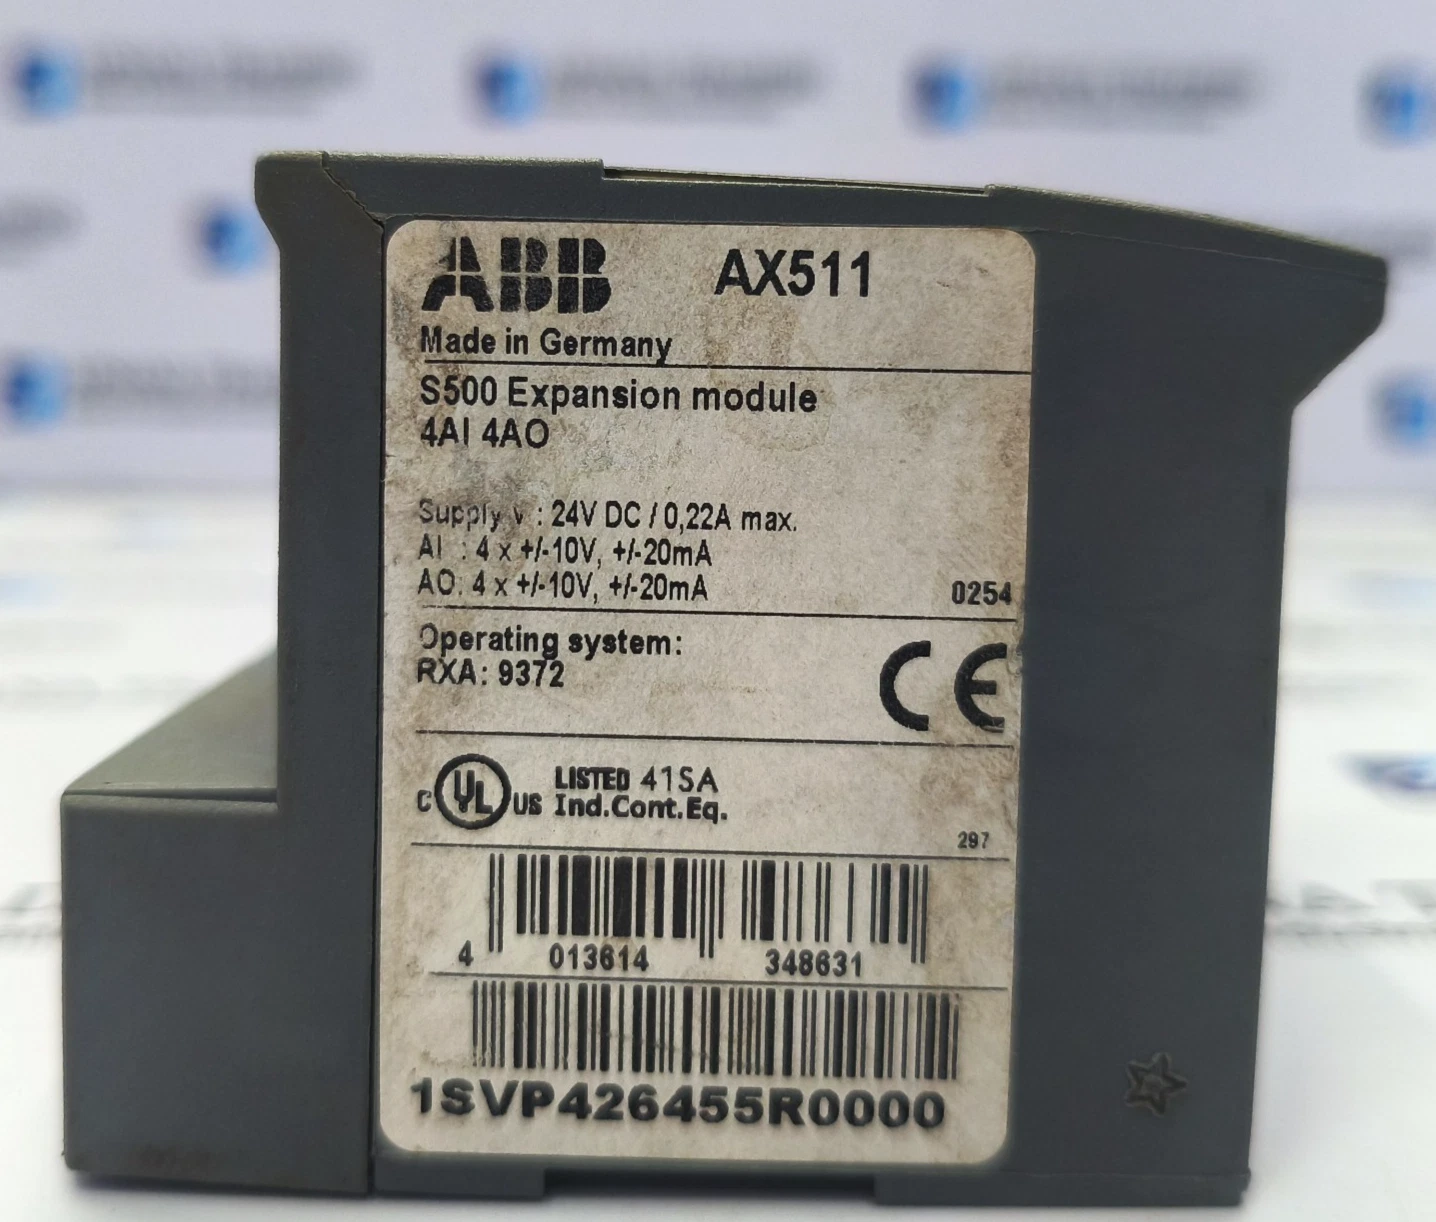 ABB AX511
Made in Germany
S500 Expansion module
4AI 4AO
Supply V : 24V DC / 0,22A max.
AI : 4 x +/-10V, +/-20mA
AO: 4 x +/-10V, +/-20mA 0254
Operating system:
RXA: 9372
CE
C UL US LISTED 41SA
Ind.Cont.Eq.
297
4 013614 348631
1SVP426455R0000